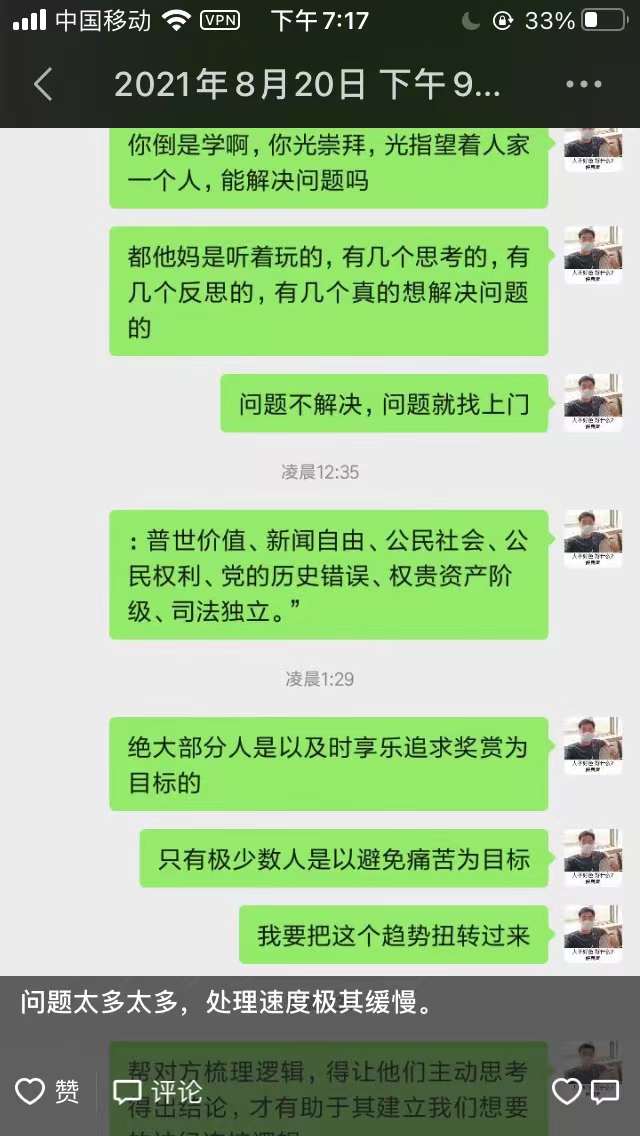 中国移动 VPN 下午7:17 33%
2021年8月20日 下午9...
你倒是学啊，你光崇拜，光指望着人家
一个人，能解决问题吗
都他妈是听着玩的，有几个思考的，有
几个反思的，有几个真的想解决问题
的
问题不解决，问题就找上门
凌晨12:35
：普世价值、新闻自由、公民社会、公
民权利、党的历史错误、权贵资产阶
级、司法独立。”
凌晨1:29
绝大部分人是以及时享乐追求奖赏为
目标的
只有极少数人是以避免痛苦为目标
我要把这个趋势扭转过来
问题太多太多，处理速度极其缓慢。
帮对方梳理逻辑，得让他们主动思考
得出结论，才有助于其建立我们想要
赞 评论